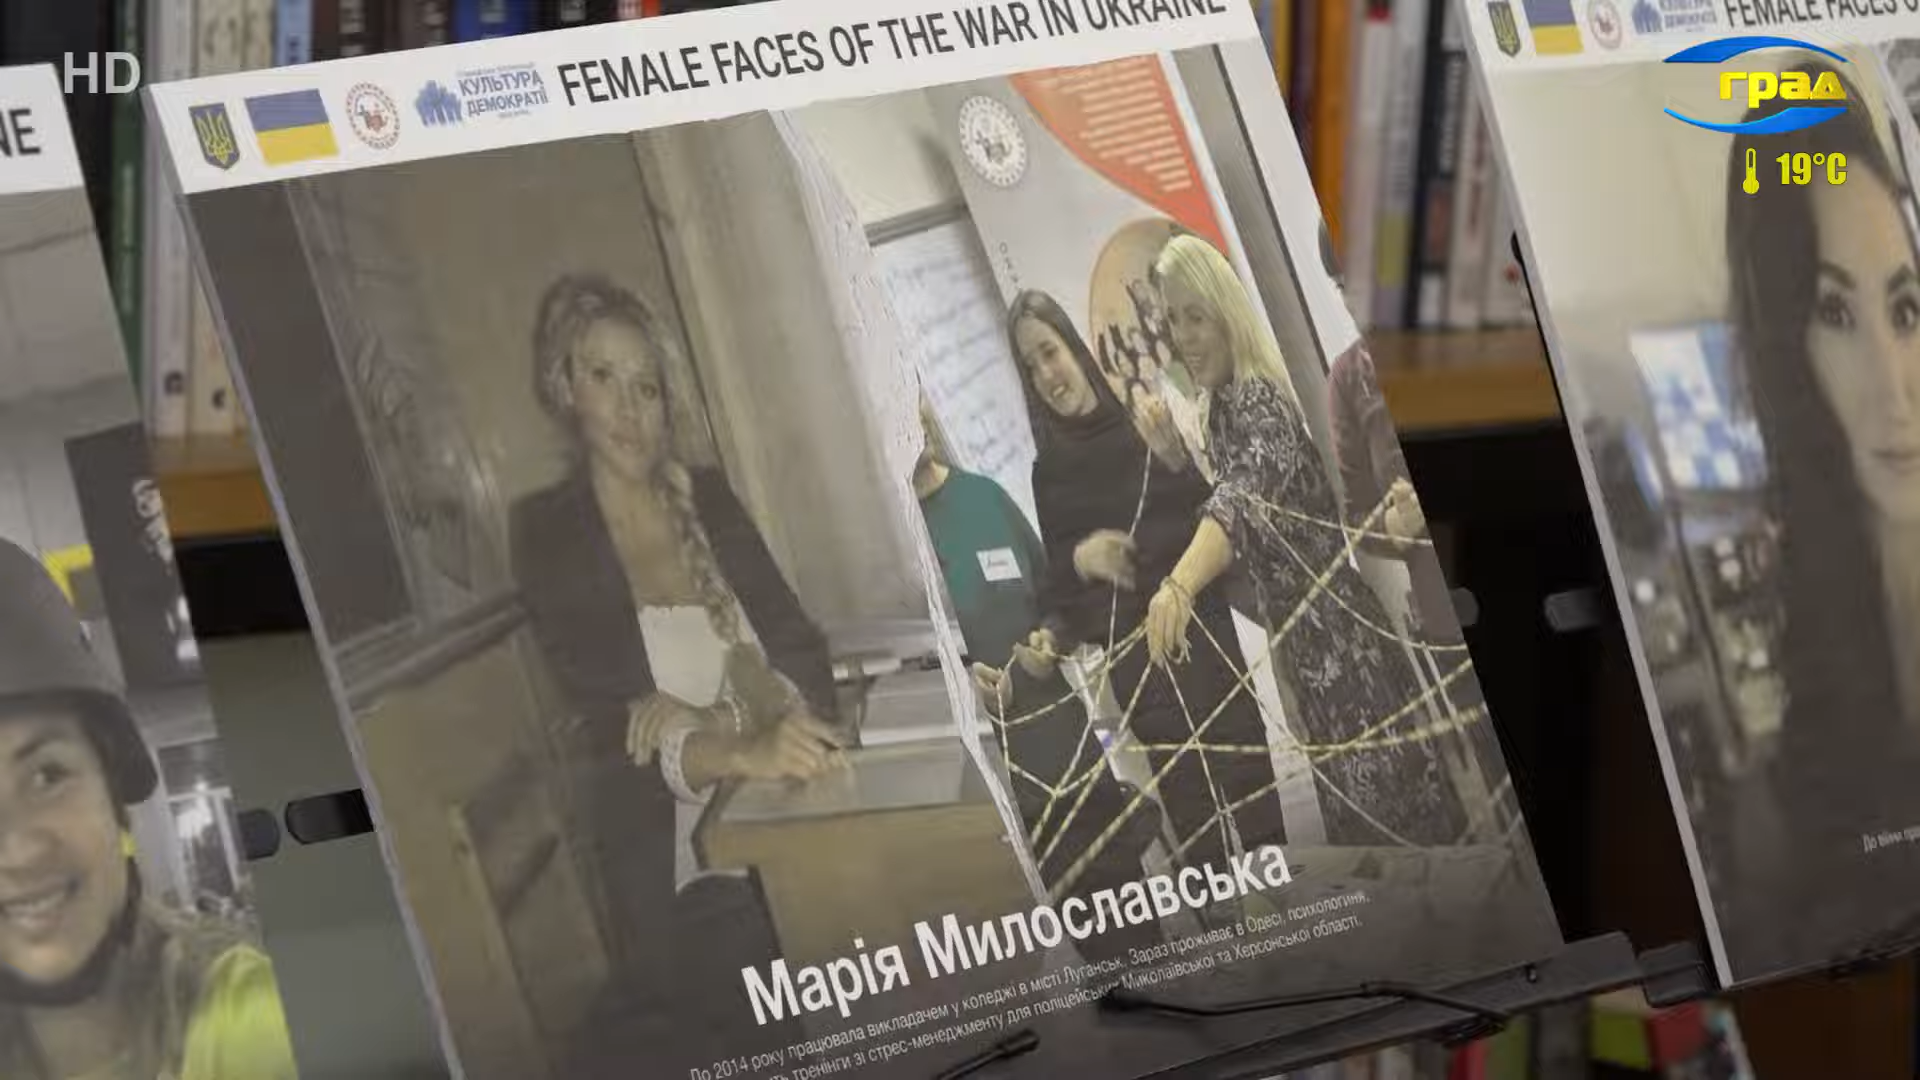 HD
NE
КУЛЬТУРА
ДЕМОКРАТІЇ
FEMALE FACES OF THE WAR IN UKRAINE
FEMALE FACES O
град
19°C
Марія Милославська
До 2014 року працювала викладачем у коледжі в місті Луганськ. Зараз проживає в Одесі, психологиня,
тренінги зі стрес-менеджменту для поліцейських Миколаївської та Херсонської області.
До війни